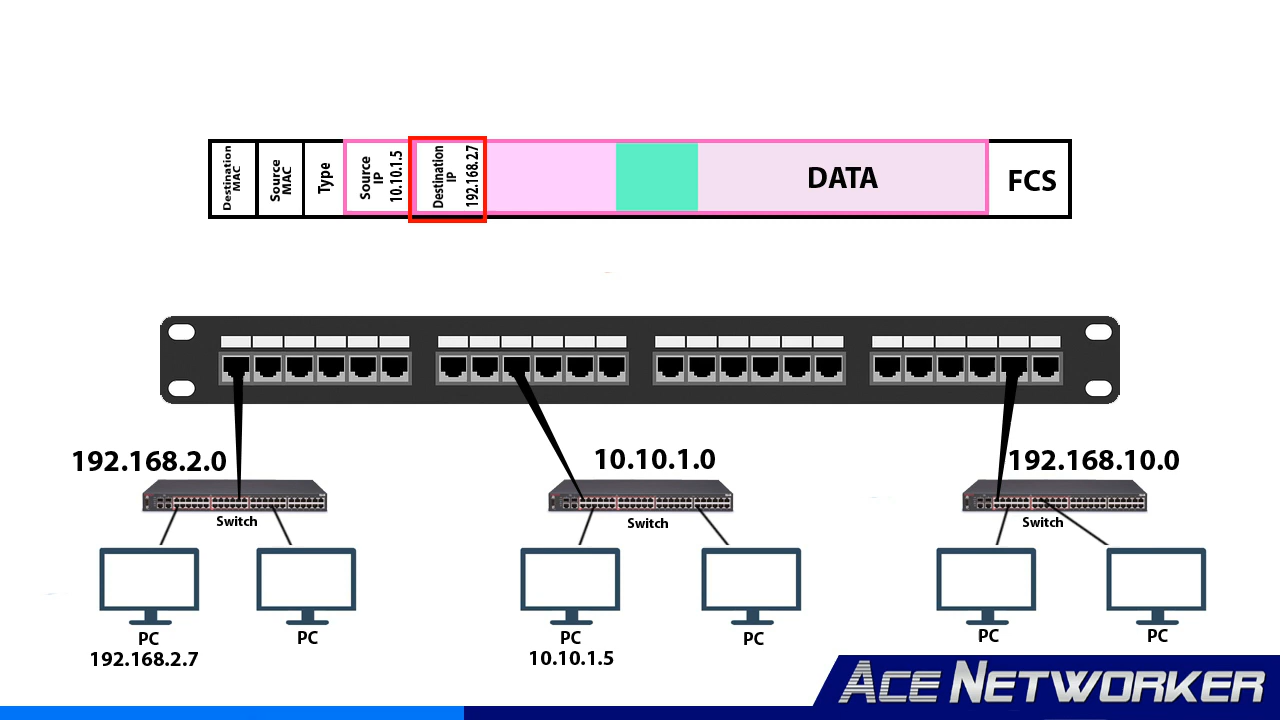 Destination
MAC
Source
MAC
Type
Source
IP
10.10.1.5
Destination
IP
192.168.2.7
DATA
FCS
192.168.2.0
10.10.1.0
192.168.10.0
Switch
Switch
Switch
PC
192.168.2.7
PC
PC
10.10.1.5
PC
PC
PC
ACE NETWORKER